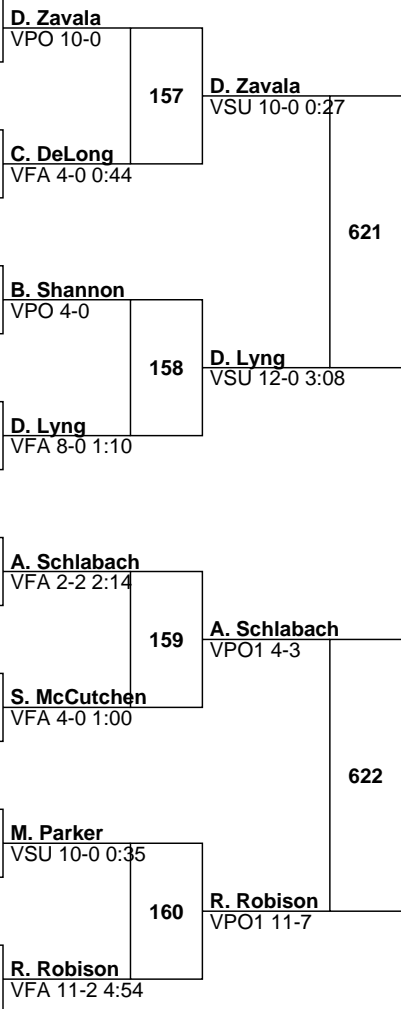 D. Zavala
VPO 10-0
157
D. Zavala
VSU 10-0 0:27
C. DeLong
VFA 4-0 0:44
621
B. Shannon
VPO 4-0
158
D. Lyng
VSU 12-0 3:08
D. Lyng
VFA 8-0 1:10
A. Schlabach
VFA 2-2 2:14
159
A. Schlabach
VPO1 4-3
S. McCutchen
VFA 4-0 1:00
622
M. Parker
VSU 10-0 0:35
160
R. Robison
VPO1 11-7
R. Robison
VFA 11-2 4:54